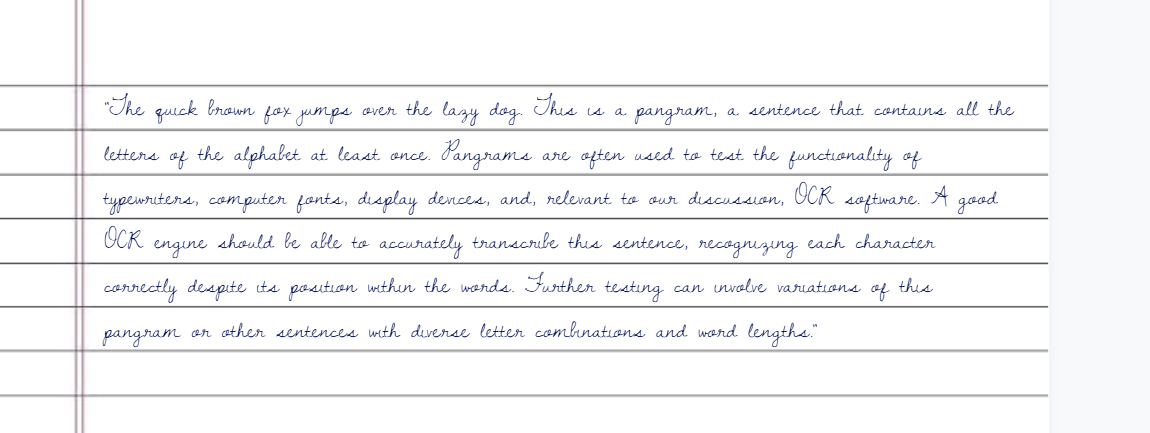 "The quick brown fox jumps over the lazy dog. This is a pangram, a sentence that contains all the
letters of the alphabet at least once. Pangrams are often used to test the functionality of
typewriters, computer fonts, display devices, and, relevant to our discussion, OCR software. A good
OCR engine should be able to accurately transcribe this sentence, recognizing each character
correctly despite its position within the words. Further testing can involve variations of this
pangram or other sentences with diverse letter combinations and word lengths."